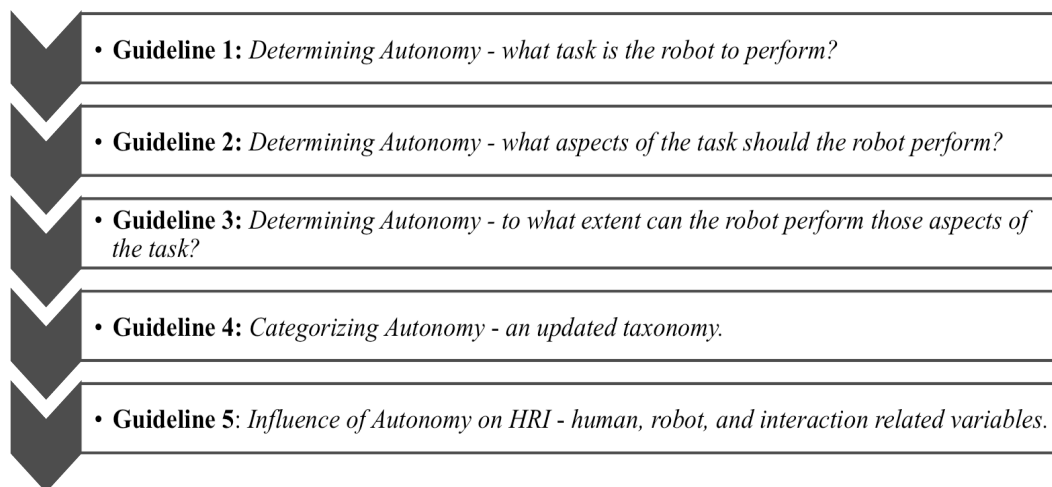 • Guideline 1: Determining Autonomy - what task is the robot to perform?
• Guideline 2: Determining Autonomy - what aspects of the task should the robot perform?
• Guideline 3: Determining Autonomy - to what extent can the robot perform those aspects of
the task?
• Guideline 4: Categorizing Autonomy - an updated taxonomy.
• Guideline 5: Influence of Autonomy on HRI - human, robot, and interaction related variables.